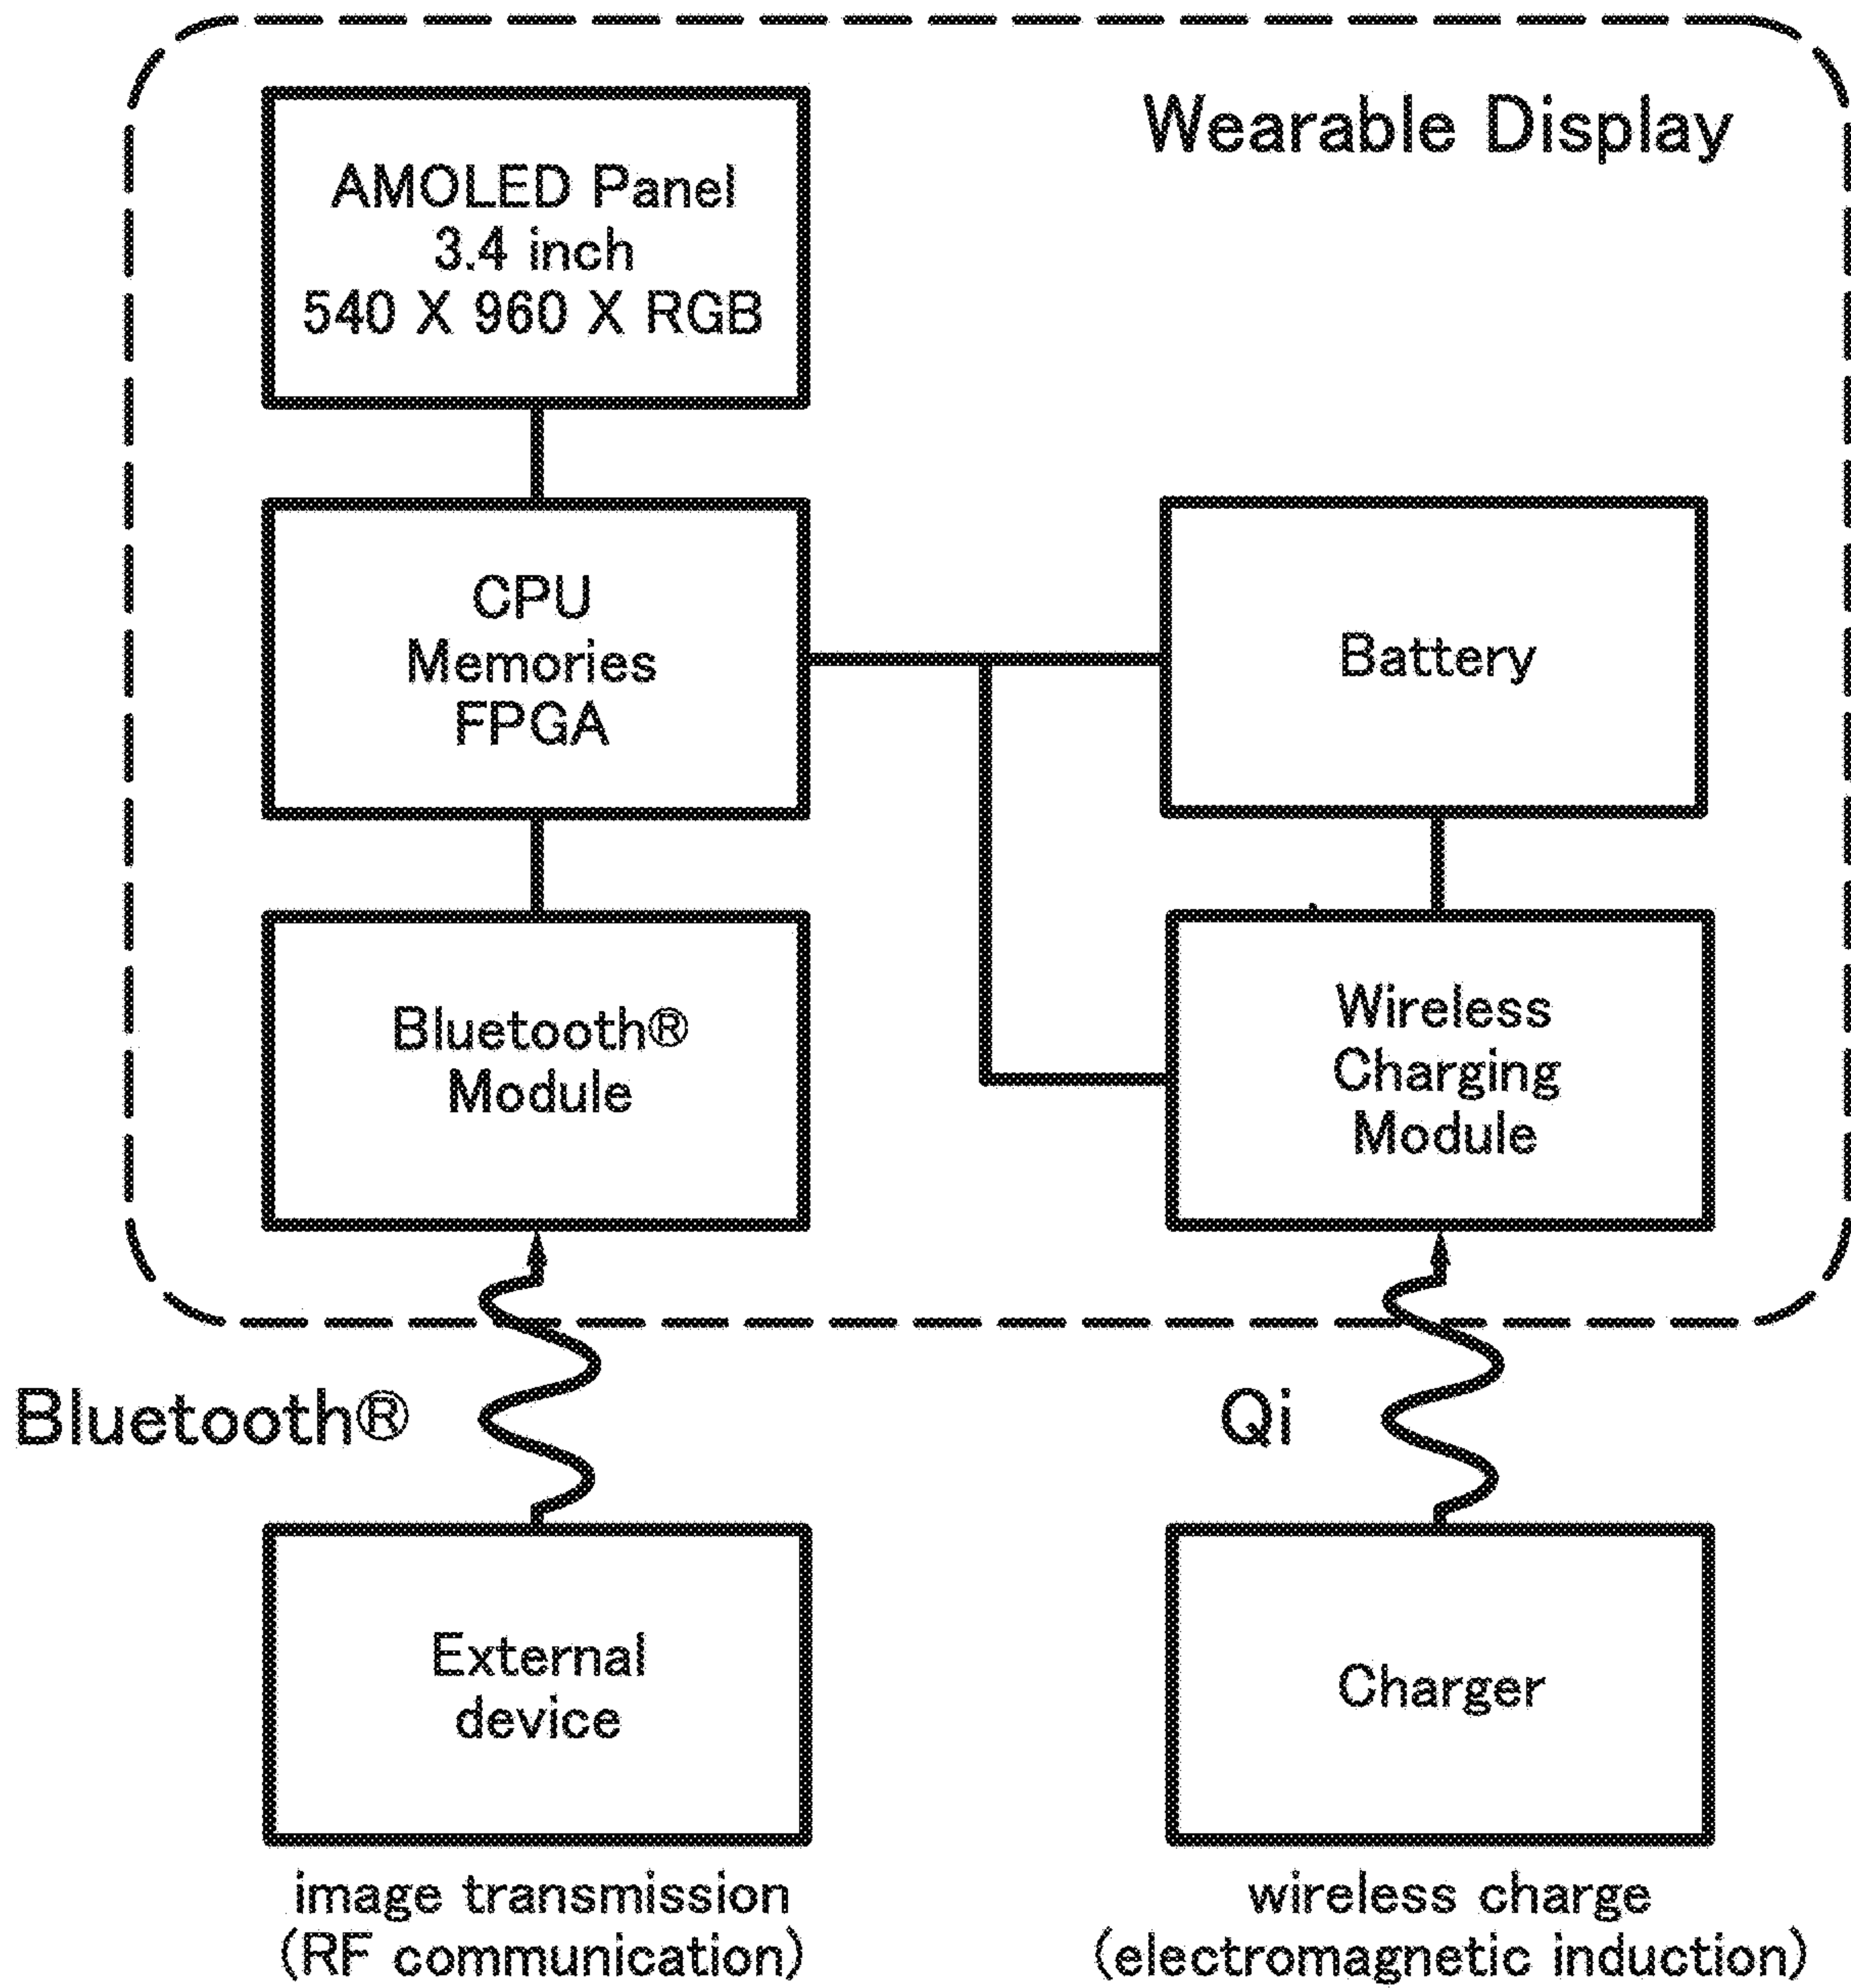 Wearable Display
AMOLED Panel
3.4 inch
540 X 960 X RGB
CPU
Memories
FPGA
Battery
Bluetooth®
Module
Wireless
Charging
Module
Bluetooth®
Qi
External
device
Charger
image transmission
(RF communication)
wireless charge
(electromagnetic induction)